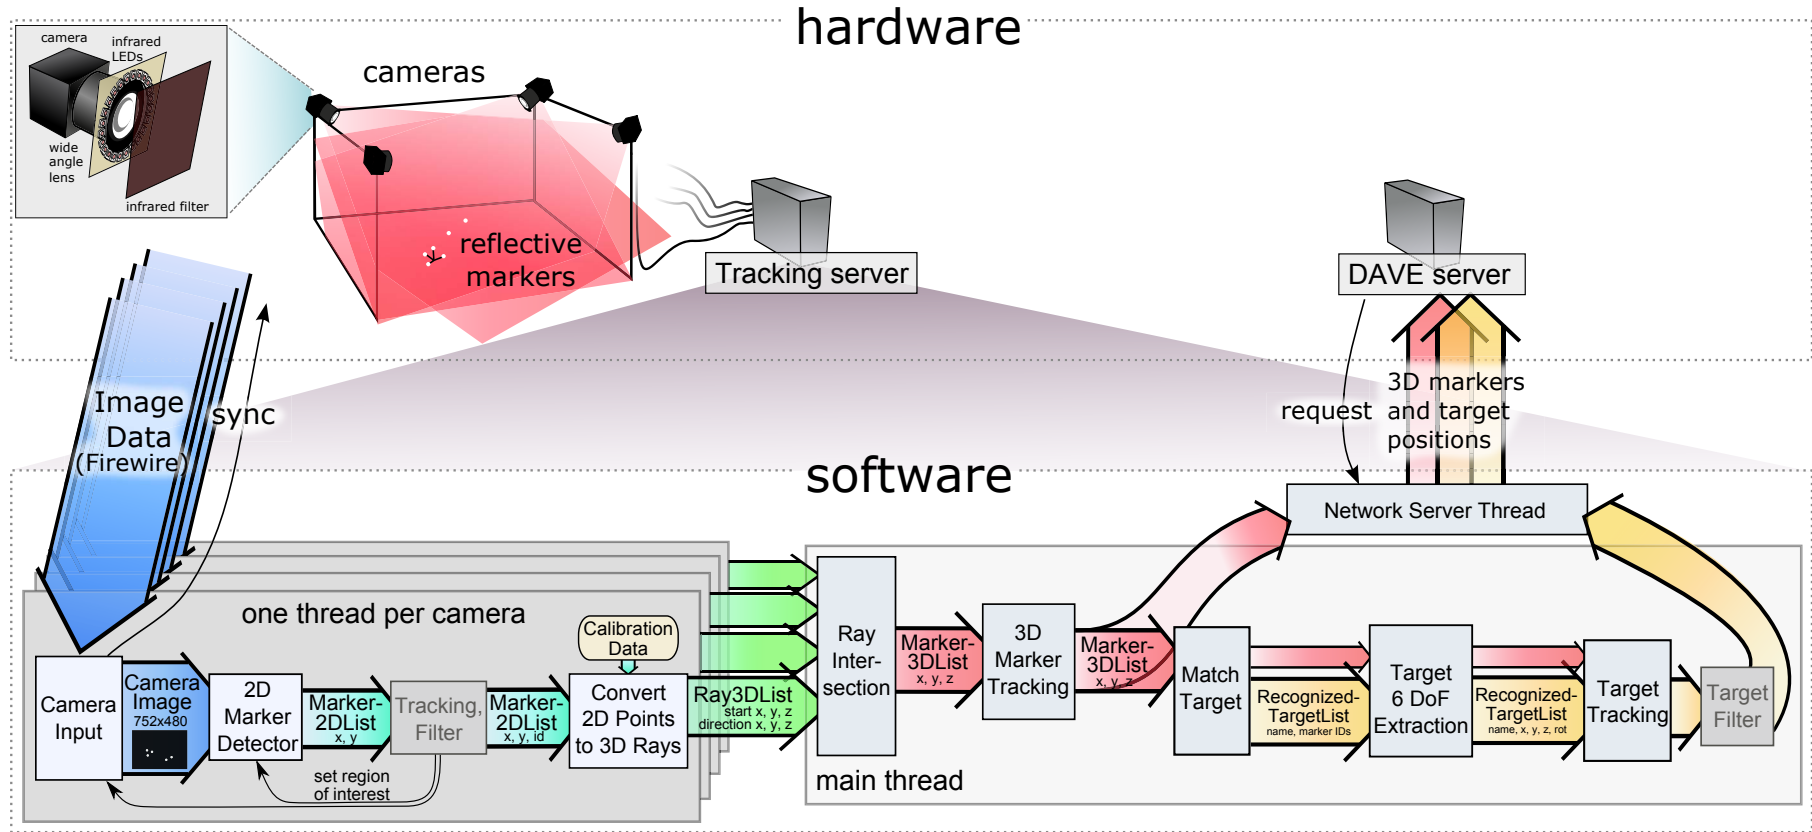 hardware
camera
infrared
LEDs
wide
angle
lens
infrared filter
cameras
reflective
markers
Tracking server
DAVE server
Image
Data
(Firewire)
sync
request
3D markers
and target
positions
software
Network Server Thread
one thread per camera
Calibration
Data
Camera
Input
Camera
Image
752x480
2D
Marker
Detector
Marker-
2DList
x, y
Tracking,
Filter
Marker-
2DList
x, y, id
Convert
2D Points
to 3D Rays
Ray3DList
start x, y, z
direction x, y, z
set region
of interest
Ray
Inter-
section
Marker-
3DList
x, y, z
3D
Marker
Tracking
Marker-
3DList
x, y, z
Match
Target
Recognized-
TargetList
name, marker IDs
Target
6 DoF
Extraction
Recognized-
TargetList
name, x, y, z, rot
Target
Tracking
Target
Filter
main thread